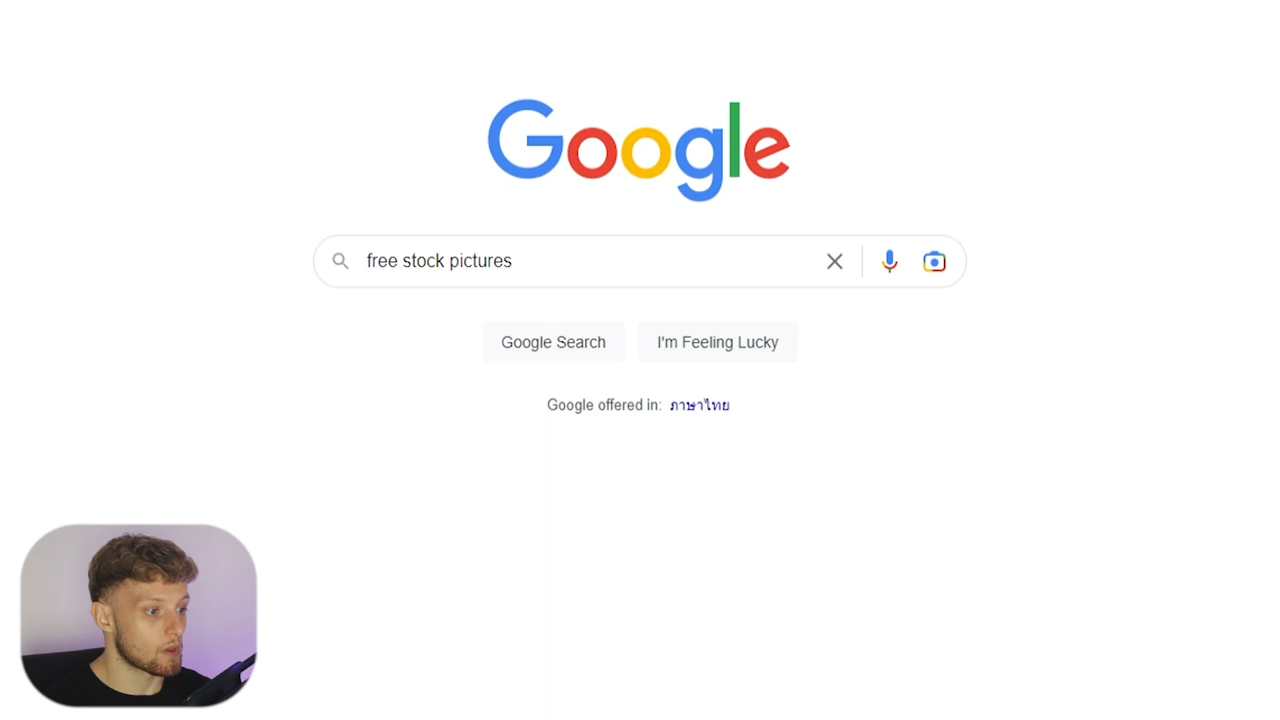 Google
free stock pictures
Google Search
I'm Feeling Lucky
Google offered in: ภาษาไทย